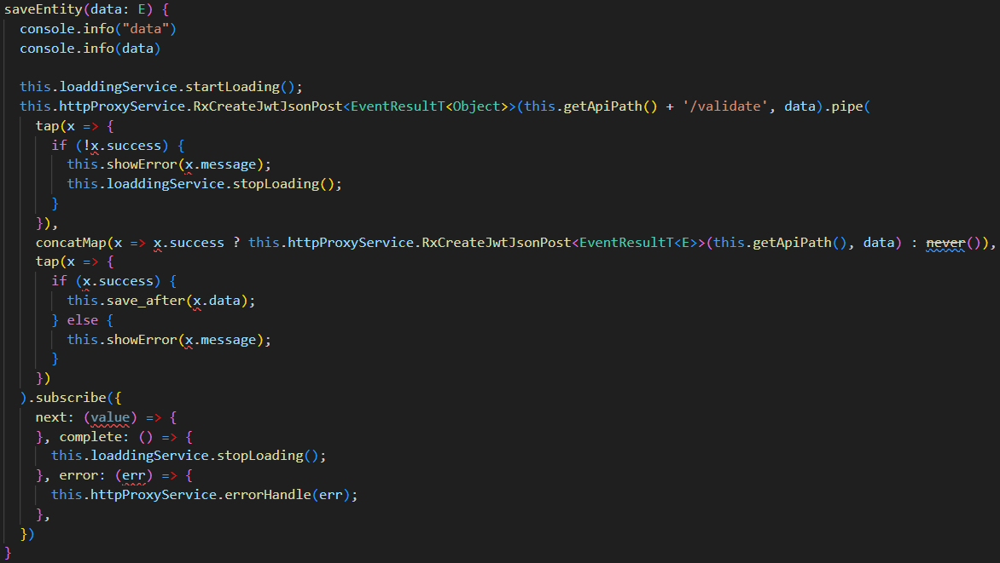 saveEntity(data: E) {
console.info("data")
console.info(data)
this.loaddingService.startLoading();
this.httpProxyService.RxCreateJwtJsonPost<EventResultT<Object>>(this.getApiPath() + '/validate', data).pipe(
tap(x => {
if (!x.success) {
this.showError(x.message);
this.loaddingService.stopLoading();
}
}),
concatMap(x => x.success ? this.httpProxyService.RxCreateJwtJsonPost<EventResultT<E>>(this.getApiPath(), data) : never()),
tap(x => {
if (x.success) {
this.save_after(x.data);
} else {
this.showError(x.message);
}
})
).subscribe({
next: (value) => {
}, complete: () => {
this.loaddingService.stopLoading();
}, error: (err) => {
this.httpProxyService.errorHandle(err);
},
})
}